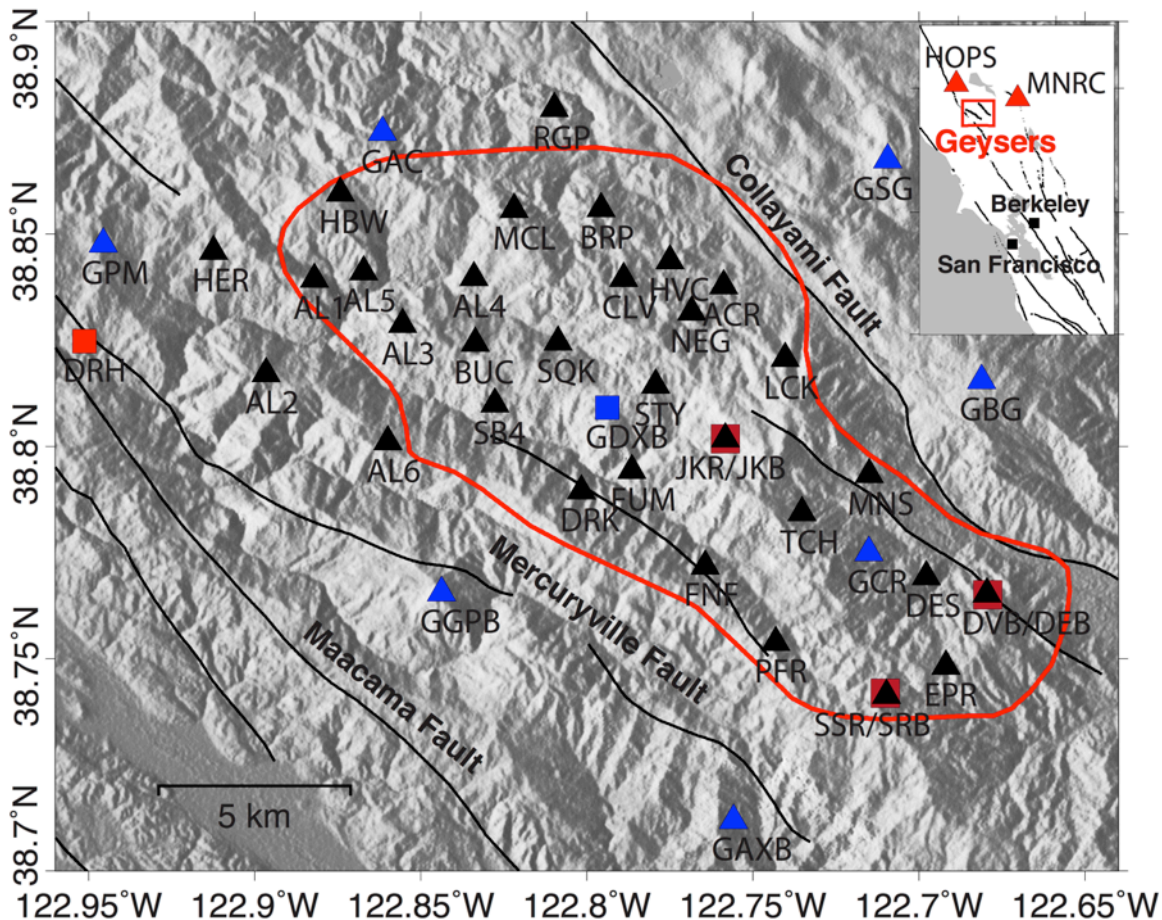 38.9°N
38.85°N
38.8°N
38.75°N
38.7°N
122.95°W
122.9°W
122.85°W
122.8°W
122.75°W
122.7°W
122.65°W
HOPS
MNRC
Geysers
Berkeley
San Francisco
RGP
GAC
GSG
Collayami Fault
HBW
MCL
BRP
GPM
HER
AL1
AL5
AL4
CLV
HVC
ACR
NEG
DRH
AL3
BUC
SQK
LCK
AL2
STY
GBG
SB4
GDXB
AL6
JKR/JKB
FUM
MNS
DRK
TCH
Mercuryville Fault
FNF
GCR
DES
DVB/DEB
GGPB
Maacama Fault
PFR
EPR
SSR/SRB
5 km
GAXB